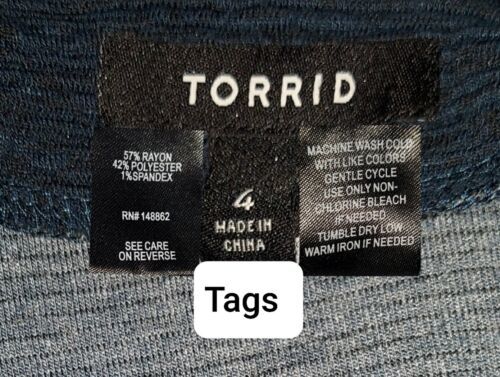 TORRID
57% RAYON
42% POLYESTER
1%SPANDEX
RN# 148862
SEE CARE
ON REVERSE
4
MADE IN
CHINA
MACHINE WASH COLD
WITH LIKE COLORS
GENTLE CYCLE
USE ONLY NON-
CHLORINE BLEACH
IF NEEDED
TUMBLE DRY LOW
WARM IRON IF NEEDED
Tags